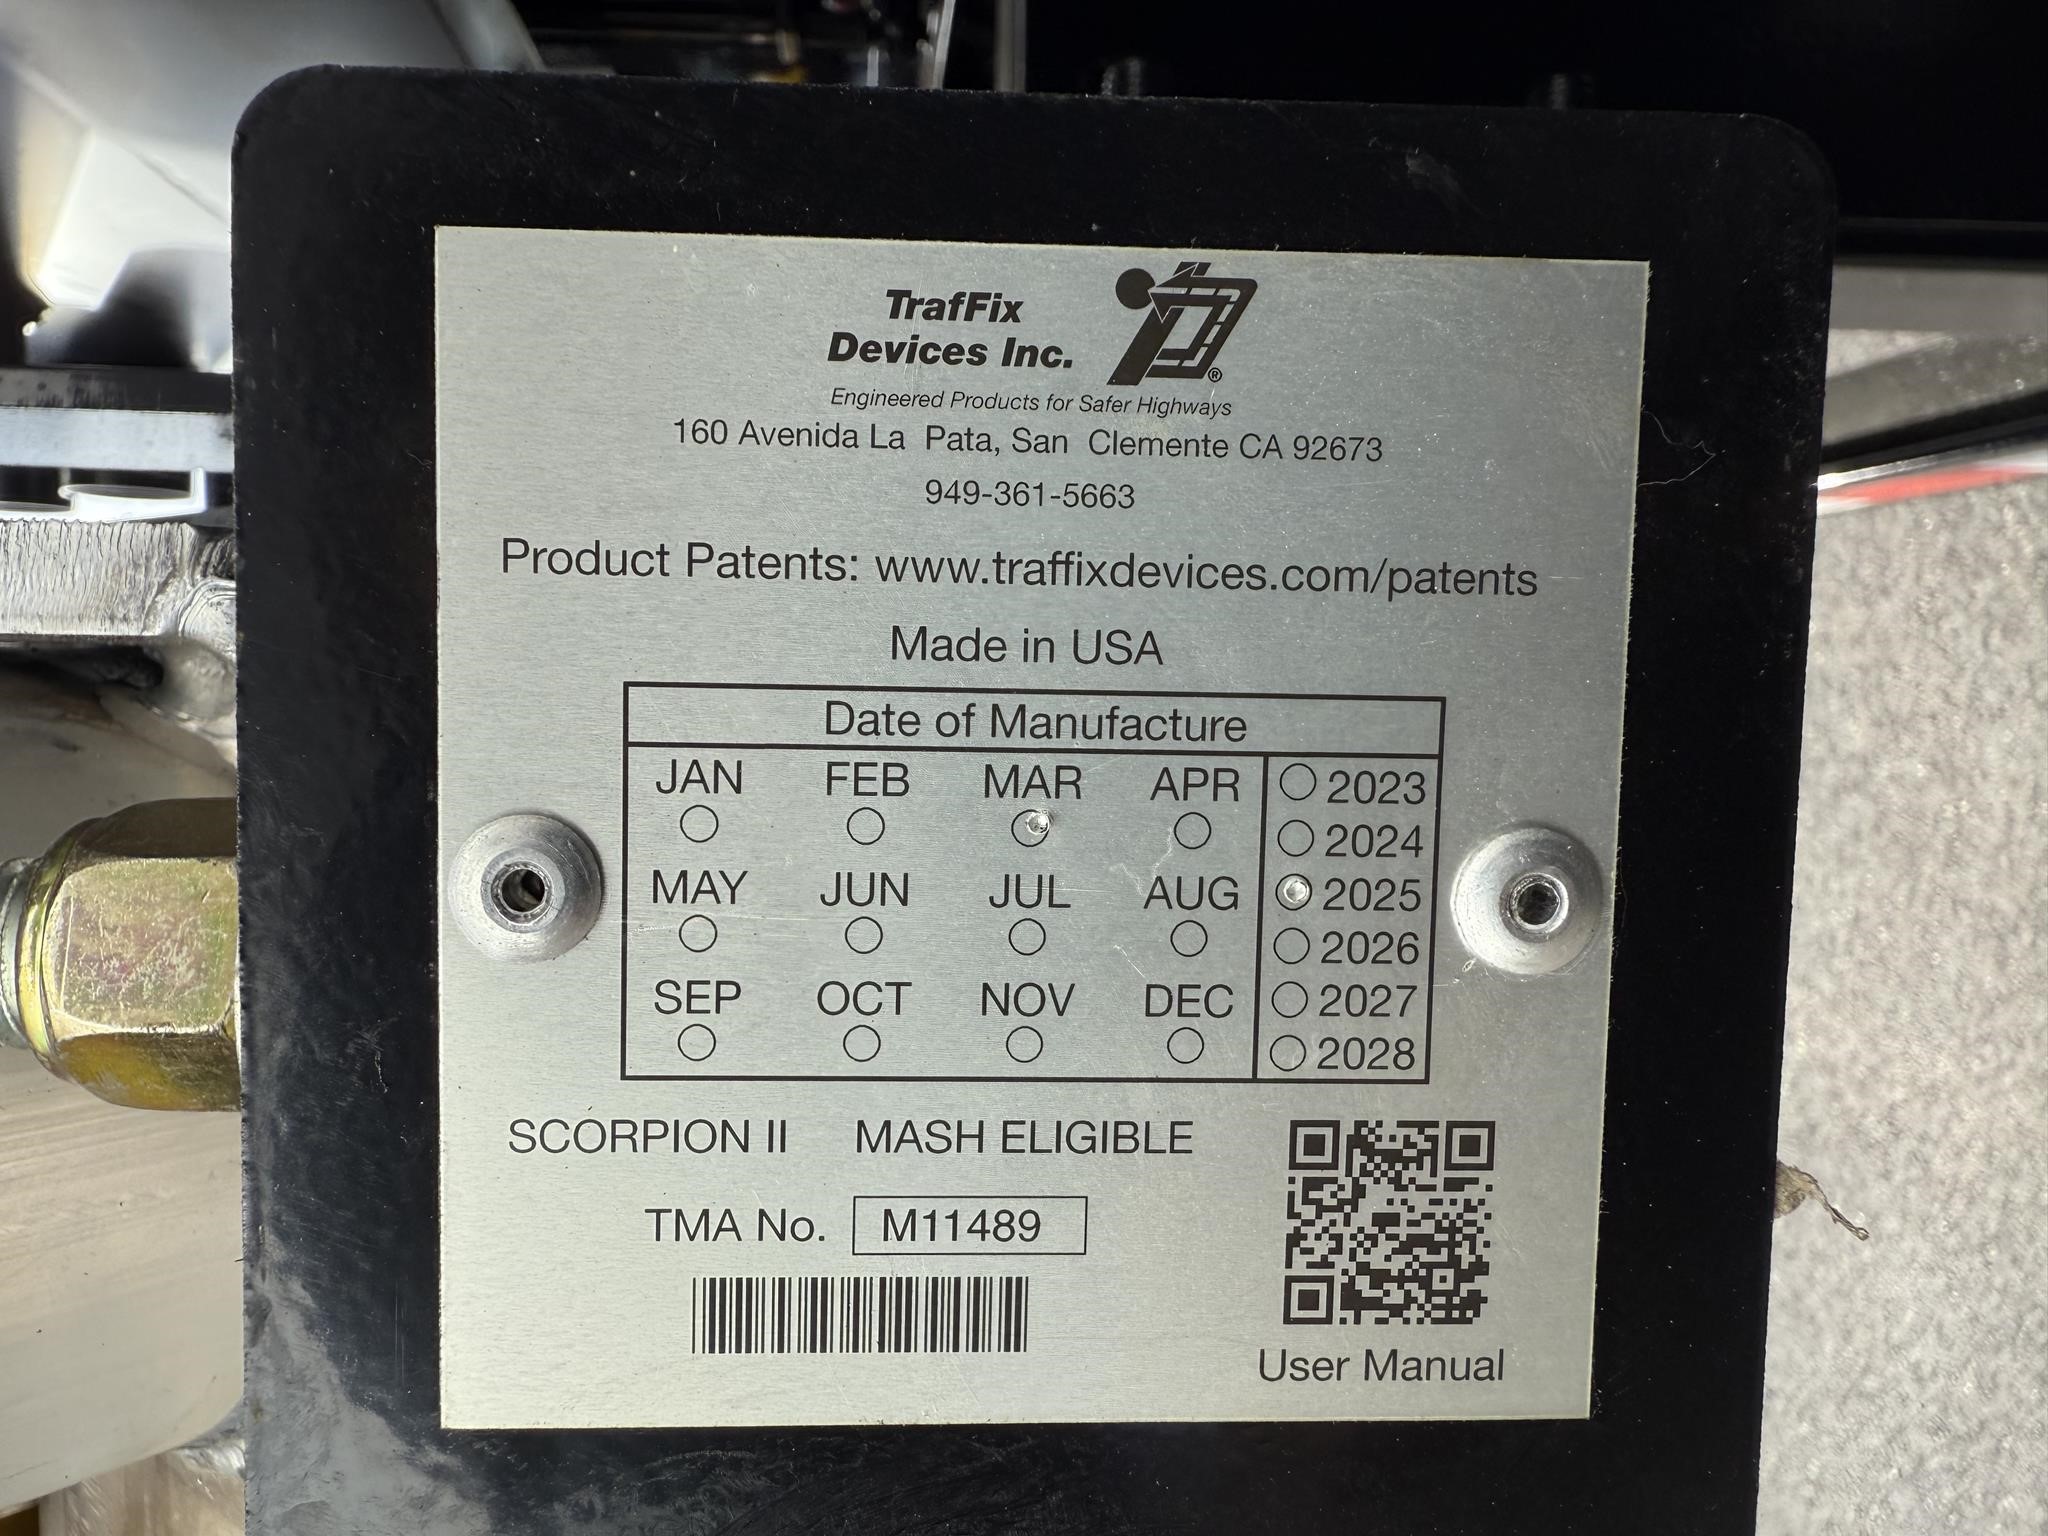 TrafFix
Devices Inc.
®
Engineered Products for Safer Highways
160 Avenida La Pata, San Clemente CA 92673
949-361-5663
Product Patents: www.traffixdevices.com/patents
Made in USA
Date of Manufacture
JAN FEB MAR APR
MAY JUN JUL AUG
SEP OCT NOV DEC
2023
2024
2025
2026
2027
2028
SCORPION II MASH ELIGIBLE
TMA No. M11489
User Manual